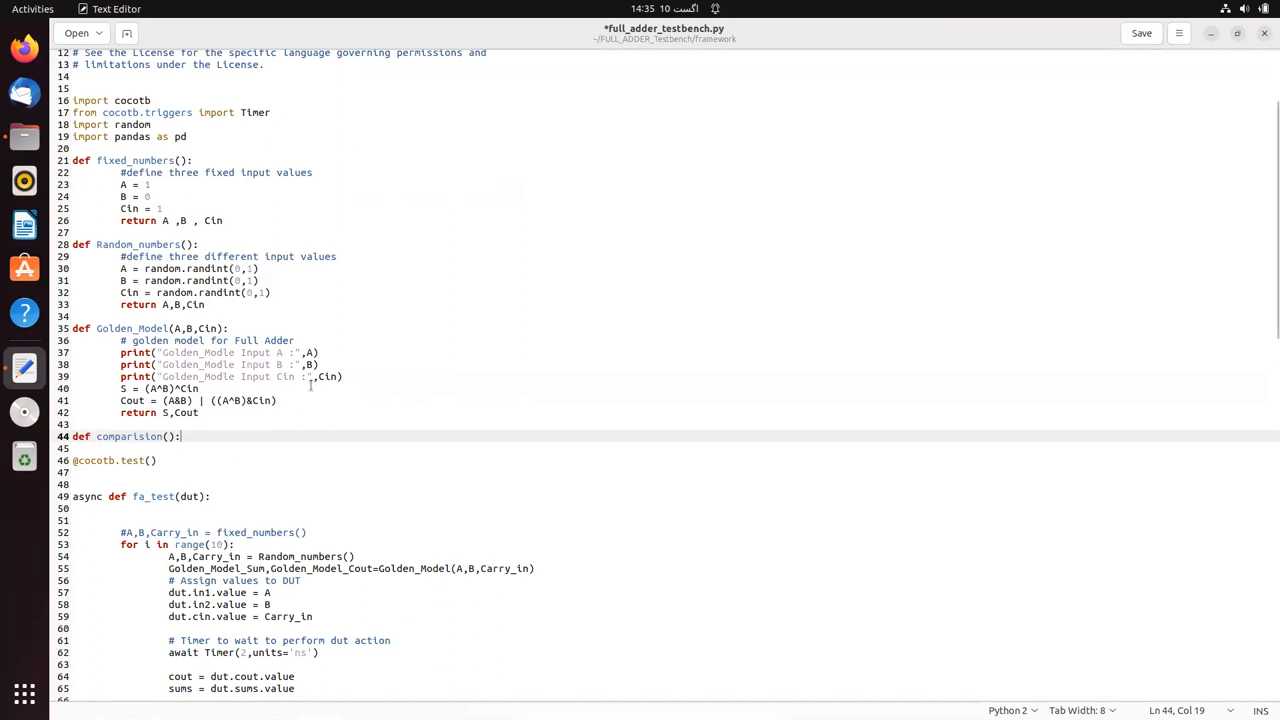 Activities
Text Editor
14:35 10 اگست
Open
*full_adder_testbench.py
~/FULL_ADDER_Testbench/framework
Save
12 # See the License for the specific language governing permissions and
13 # limitations under the License.
14
15
16 import cocotb
17 from cocotb.triggers import Timer
18 import random
19 import pandas as pd
20
21 def fixed_numbers():
22 #define three fixed input values
23 A = 1
24 B = 0
25 Cin = 1
26 return A ,B , Cin
27
28 def Random_numbers():
29 #define three different input values
30 A = random.randint(0,1)
31 B = random.randint(0,1)
32 Cin = random.randint(0,1)
33 return A,B,Cin
34
35 def Golden_Model(A,B,Cin):
36 # golden model for Full Adder
37 print("Golden_Modle Input A :",A)
38 print("Golden_Modle Input B :",B)
39 print("Golden_Modle Input Cin :",Cin)
40 S = (A^B)^Cin
41 Cout = (A&B) | ((A^B)&Cin)
42 return S,Cout
43
44 def comparision():
45
46 @cocotb.test()
47
48
49 async def fa_test(dut):
50
51
52 #A,B,Carry_in = fixed_numbers()
53 for i in range(10):
54 A,B,Carry_in = Random_numbers()
55 Golden_Model_Sum,Golden_Model_Cout=Golden_Model(A,B,Carry_in)
56 # Assign values to DUT
57 dut.in1.value = A
58 dut.in2.value = B
59 dut.cin.value = Carry_in
60
61 # Timer to wait to perform dut action
62 await Timer(2,units='ns')
63
64 cout = dut.cout.value
65 sums = dut.sums.value
66
Python 2
Tab Width: 8
Ln 44, Col 19
INS